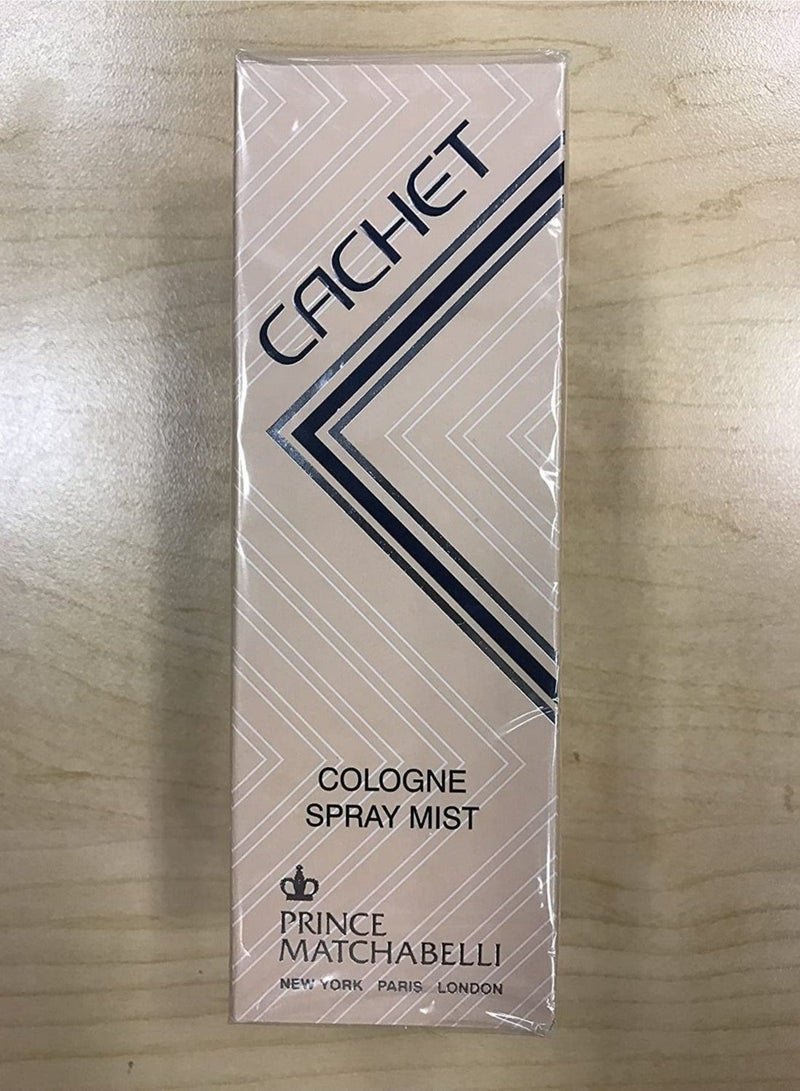 CACHET
COLOGNE
SPRAY MIST
PRINCE
MATCHABELLI
NEW YORK PARIS LONDON